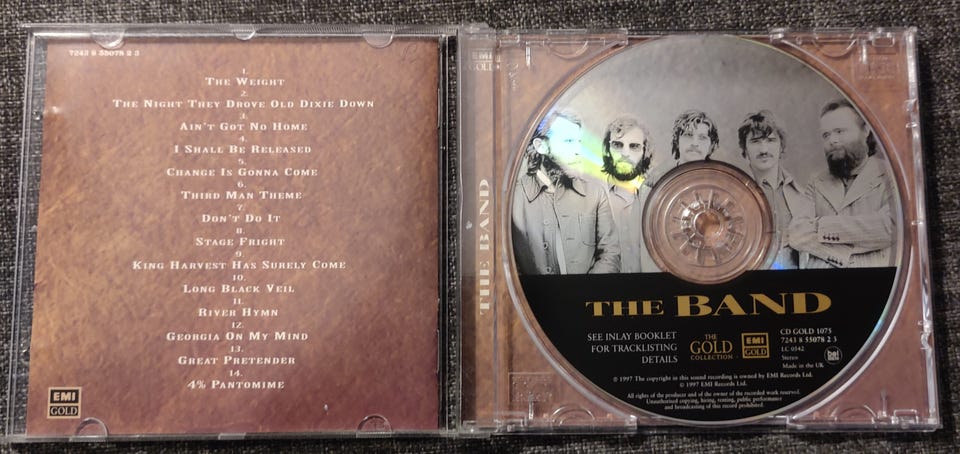 7243 8 55078 2 3
1.
The Weight
2.
The Night They Drove Old Dixie Down
3.
Ain't Got No Home
4.
I Shall Be Released
5.
Change Is Gonna Come
6.
Third Man Theme
7.
Don't Do It
8.
Stage Fright
9.
King Harvest Has Surely Come
10.
Long Black Veil
11.
River Hymn
12.
Georgia On My Mind
13.
Great Pretender
14.
4% Pantomime
EMI
GOLD
EMI
GOLD
THE BAND
THE BAND
SEE INLAY BOOKLET
FOR TRACKLISTING
DETAILS
THE
GOLD
COLLECTION
EMI
GOLD
CD GOLD 1075
7243 8 55078 2 3
LC 0542
Stereo
Made in the UK
℗ 1997 The copyright in this sound recording is owned by EMI Records Ltd.
© 1997 EMI Records Ltd.
All rights of the producer and of the owner of the recorded work reserved.
Unauthorised copying, hiring, renting, public performance
and broadcasting of this record prohibited.